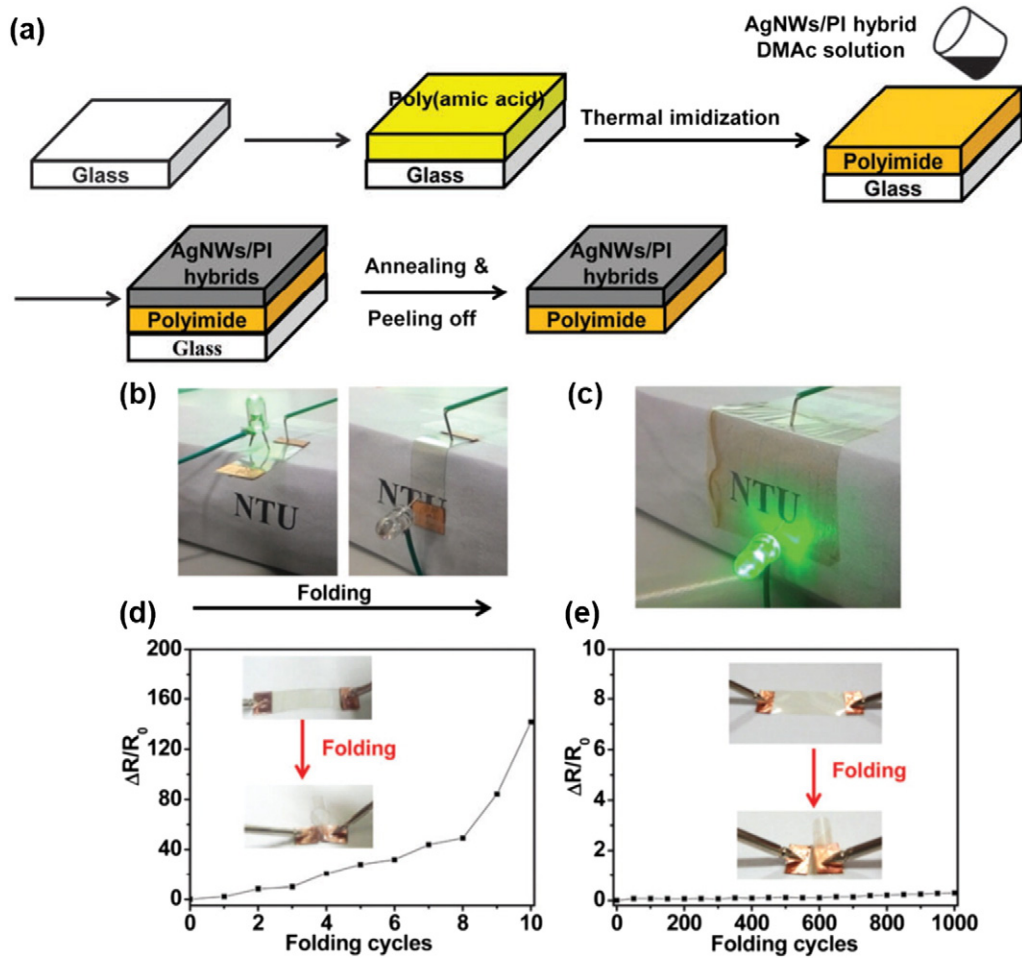 (a)
AgNWs/PI hybrid
DMAc solution
Poly(amic acid)
Thermal imidization
Glass
Glass
Polyimide
Glass
AgNWs/PI
hybrids
Polyimide
Glass
Annealing &
Peeling off
AgNWs/PI
hybrids
Polyimide
(b)
NTU
NTU
Folding
(c)
NTU
(d)
ΔR/R0
200
160
120
80
40
0
0 2 4 6 8 10
Folding cycles
Folding
(e)
ΔR/R0
10
8
6
4
2
0
0 200 400 600 800 1000
Folding cycles
Folding